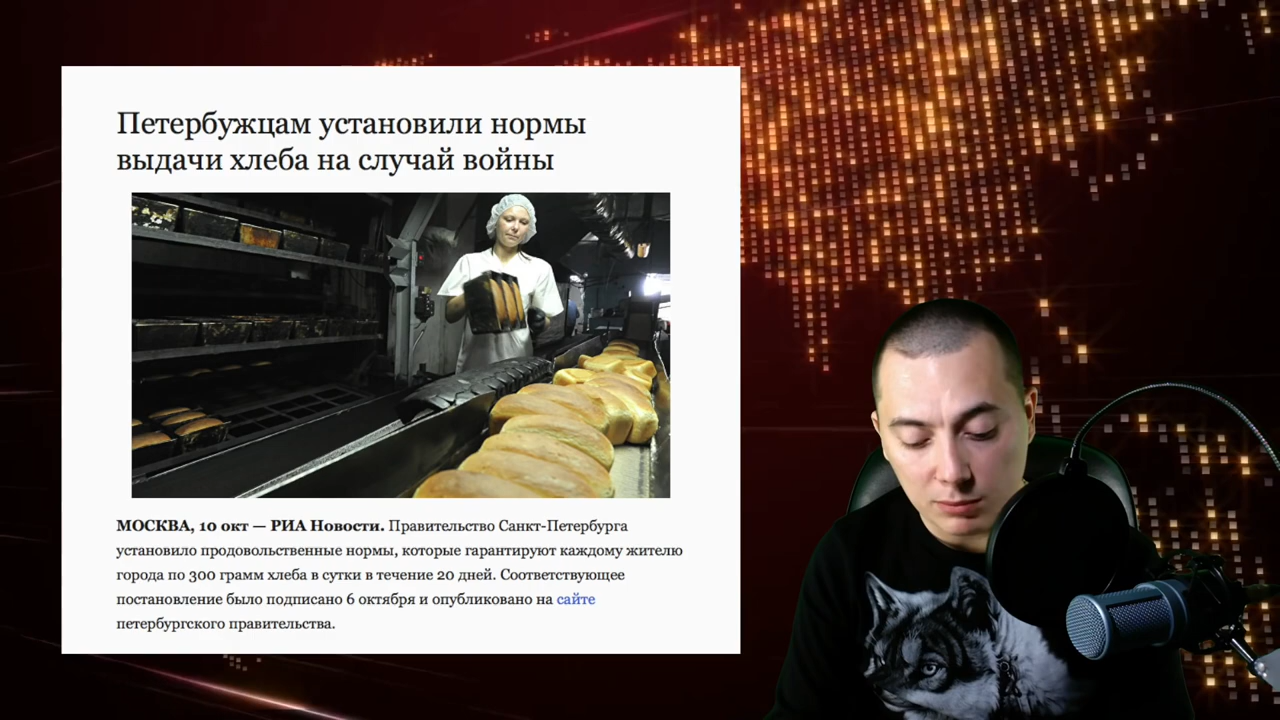 Петербужцам установили нормы
выдачи хлеба на случай войны
МОСКВА, 10 окт — РИА Новости. Правительство Санкт-Петербурга
установило продовольственные нормы, которые гарантируют каждому жителю
города по 300 грамм хлеба в сутки в течение 20 дней. Соответствующее
постановление было подписано 6 октября и опубликовано на сайте
петербургского правительства.